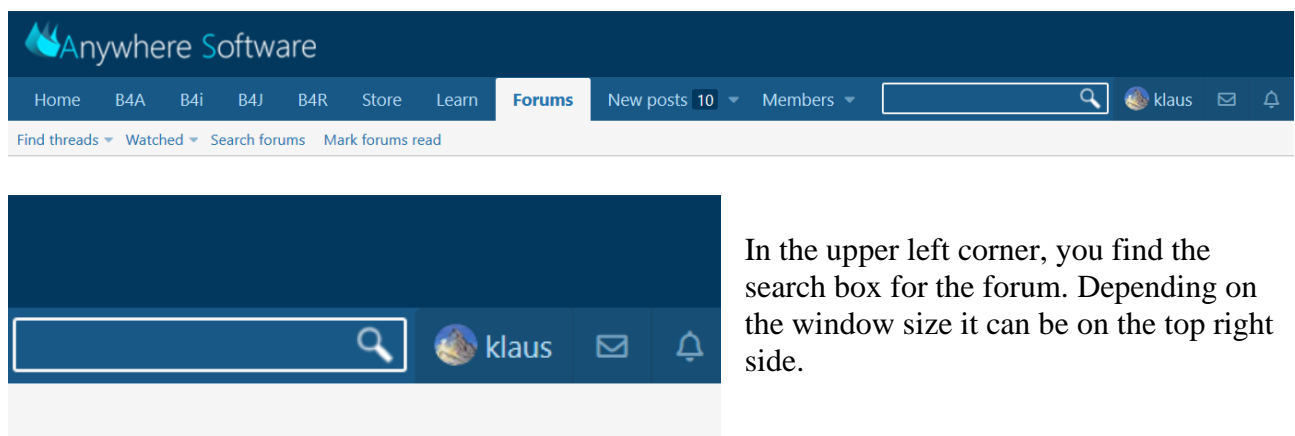 Anywhere Software
Home B4A B4i B4J B4R Store Learn Forums New posts 10 Members klaus
Find threads Watched Search forums Mark forums read
klaus
In the upper left corner, you find the
search box for the forum. Depending on
the window size it can be on the top right
side.